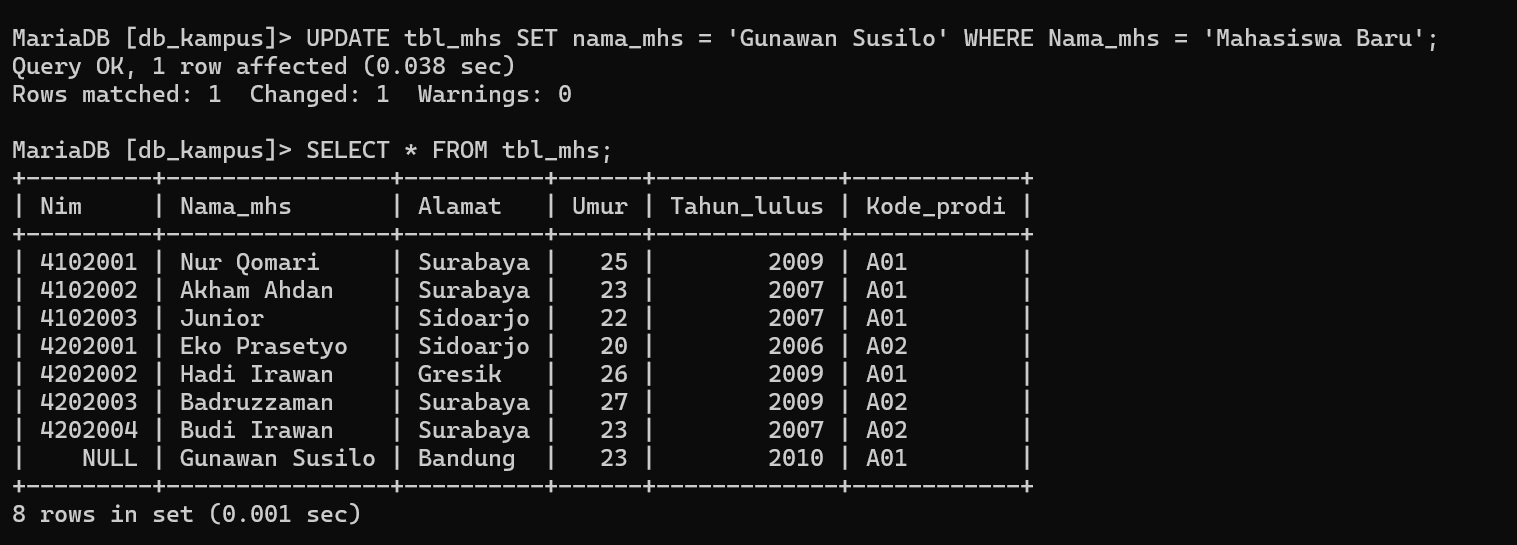 MariaDB [db_kampus]> UPDATE tbl_mhs SET nama_mhs = 'Gunawan Susilo' WHERE Nama_mhs = 'Mahasiswa Baru';
Query OK, 1 row affected (0.038 sec)
Rows matched: 1  Changed: 1  Warnings: 0

MariaDB [db_kampus]> SELECT * FROM tbl_mhs;
+---------+----------------+----------+------+-------------+------------+
| Nim     | Nama_mhs       | Alamat   | Umur | Tahun_lulus | Kode_prodi |
+---------+----------------+----------+------+-------------+------------+
| 4102001 | Nur Qomari     | Surabaya |   25 |        2009 | A01        |
| 4102002 | Akham Ahdan    | Surabaya |   23 |        2007 | A01        |
| 4102003 | Junior         | Sidoarjo |   22 |        2007 | A01        |
| 4202001 | Eko Prasetyo   | Sidoarjo |   20 |        2006 | A02        |
| 4202002 | Hadi Irawan    | Gresik   |   26 |        2009 | A01        |
| 4202003 | Badruzzaman    | Surabaya |   27 |        2009 | A02        |
| 4202004 | Budi Irawan    | Surabaya |   23 |        2007 | A02        |
|    NULL | Gunawan Susilo | Bandung  |   23 |        2010 | A01        |
+---------+----------------+----------+------+-------------+------------+
8 rows in set (0.001 sec)